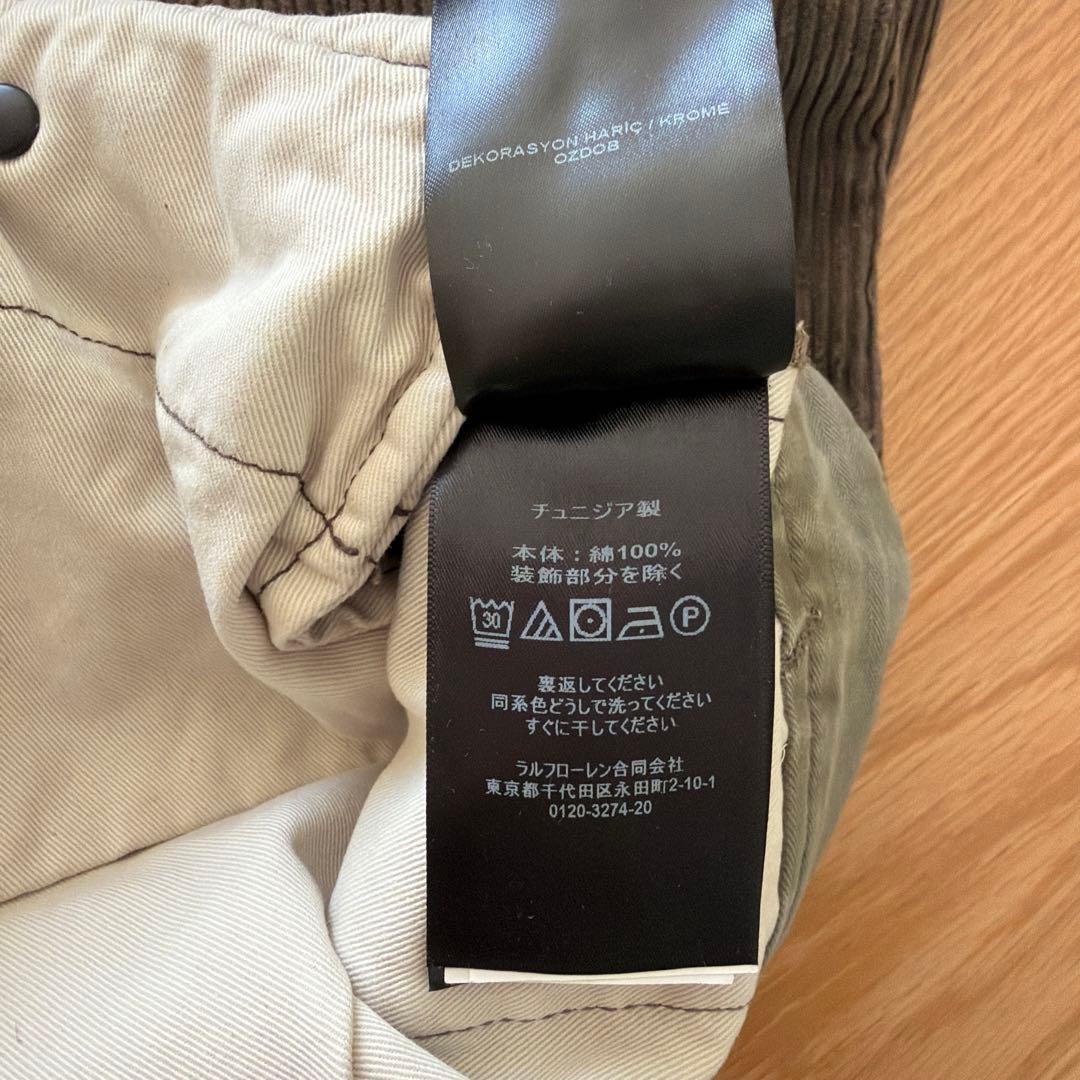 DEKORASYON HARİÇ / KROME
OZDOB
チュニジア製
本体：綿100%
装飾部分を除く
30
P
裏返してください
同系色どうしで洗ってください
すぐに干してください
ラルフローレン合同会社
東京都千代田区永田町2-10-1
0120-3274-20